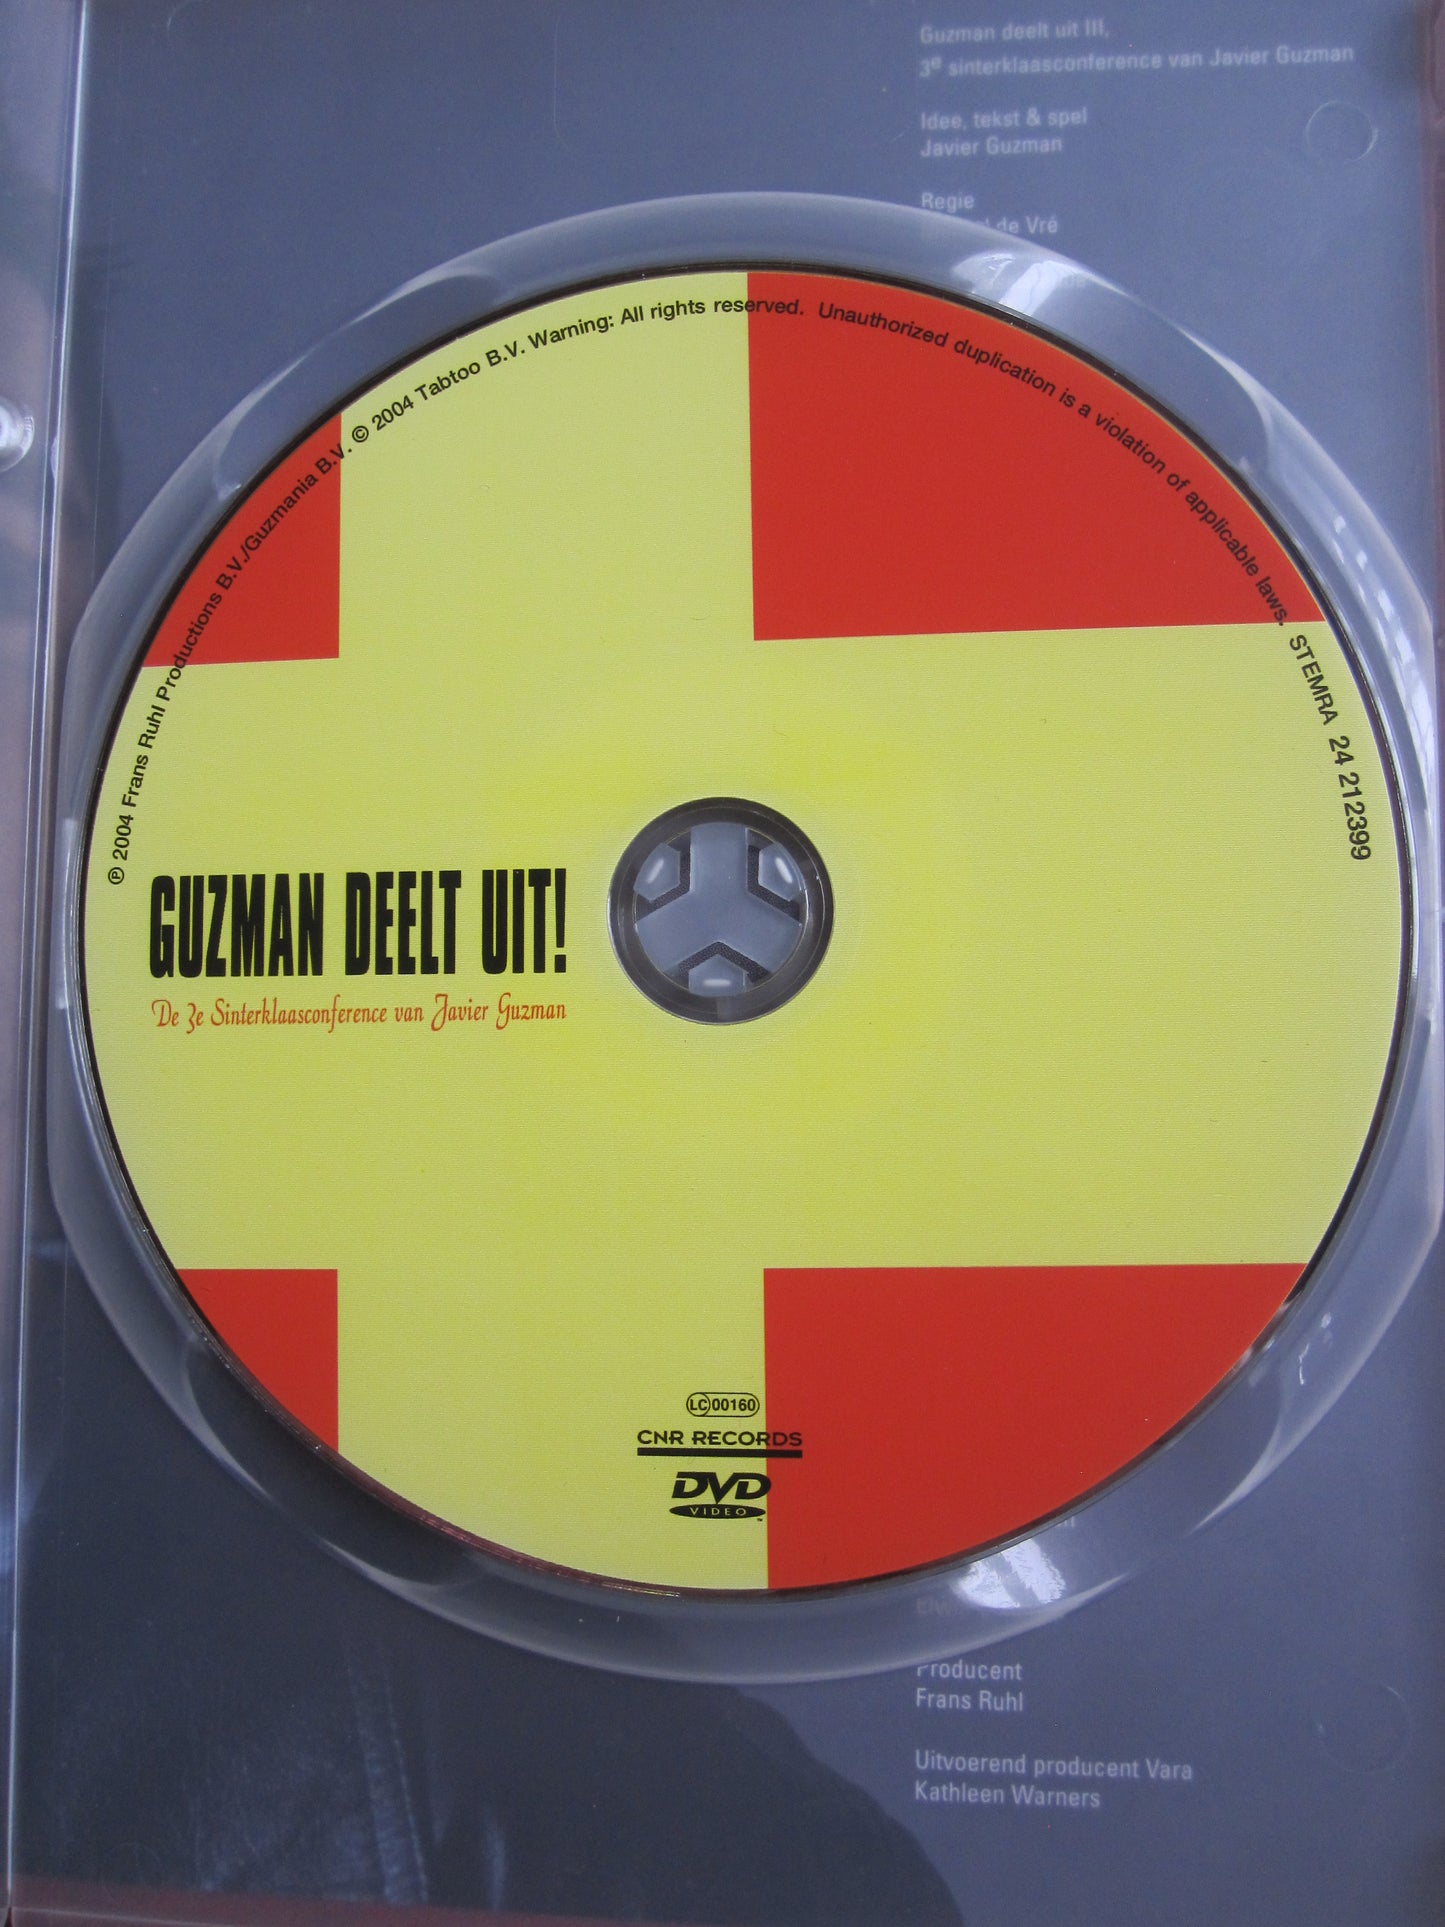 Guzman deelt uit III,
3e sinterklaasconference van Javier Guzman
Idee, tekst & spel
Javier Guzman
Regie
de Vré
℗ 2004 Frans Ruhl Productions B.V./Guzmania B.V. © 2004 Tabtoo B.V. Warning: All rights reserved. Unauthorized duplication is a violation of applicable laws. STEMRA 24 212399
GUZMAN DEELT UIT!
De 3e Sinterklaasconference van Javier Guzman
LC 00160
CNR RECORDS
DVD
VIDEO
TM
Producent
Frans Ruhl
Uitvoerend producent Vara
Kathleen Warners